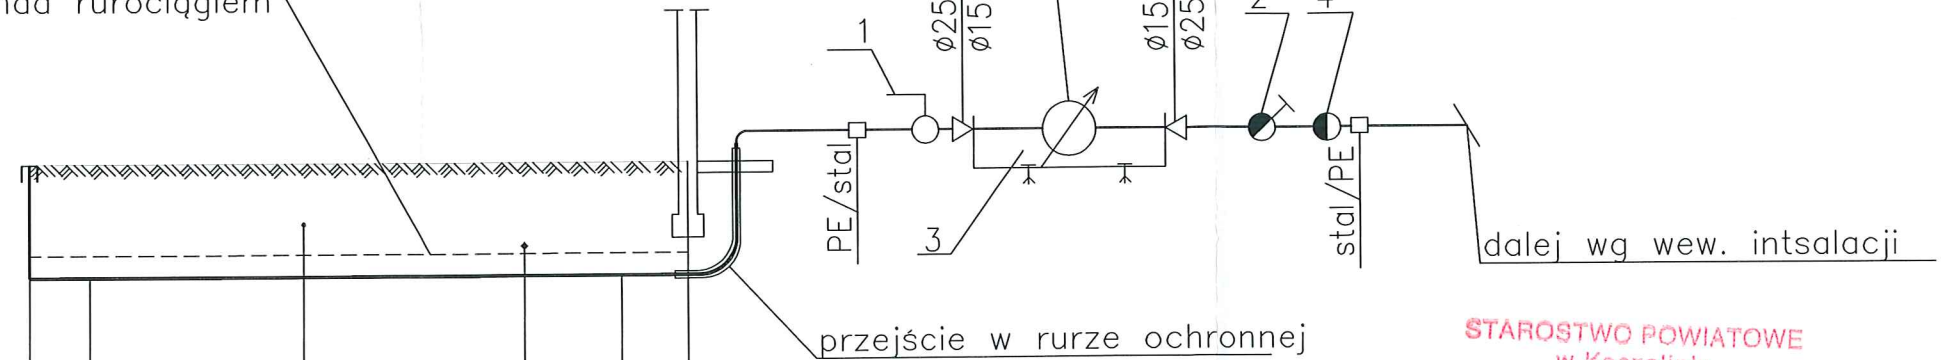 nad rurociągiem
1
ø25
ø15
ø15
ø25
PE/stal
3
stal/PE
dalej wg wew. intsalacji
przejście w rurze ochronnej
STAROSTWO POWIATOWE